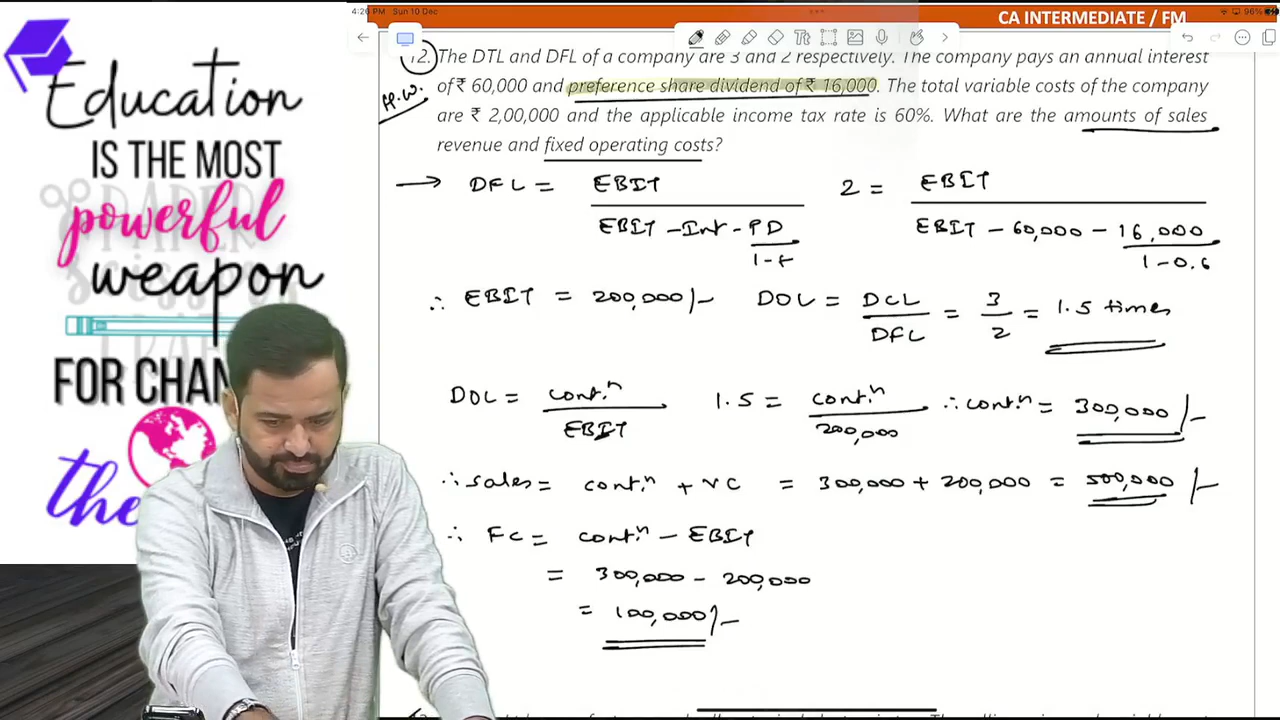 4:26 PM Sun 10 Dec
96%
CA INTERMEDIATE / FM
Education
IS THE MOST
powerful
weapon
FOR CHAN
the
12. The DTL and DFL of a company are 3 and 2 respectively. The company pays an annual interest
of ₹ 60,000 and preference share dividend of ₹ 16,000. The total variable costs of the company
are ₹ 2,00,000 and the applicable income tax rate is 60%. What are the amounts of sales
revenue and fixed operating costs?
H.W.
→ DFL = EBIT / EBIT - Int - PD / 1-t 2 = EBIT / EBIT - 60,000 - 16,000 / 1-0.6
∴ EBIT = 200,000/- DOL = DCL / DFL = 3 / 2 = 1.5 times
DOL = contⁿ / EBIT 1.5 = contⁿ / 200,000 ∴ contⁿ = 300,000/-
∴ sales = contⁿ + VC = 300,000 + 200,000 = 500,000/-
∴ FC = contⁿ - EBIT
= 300,000 - 200,000
= 100,000/-